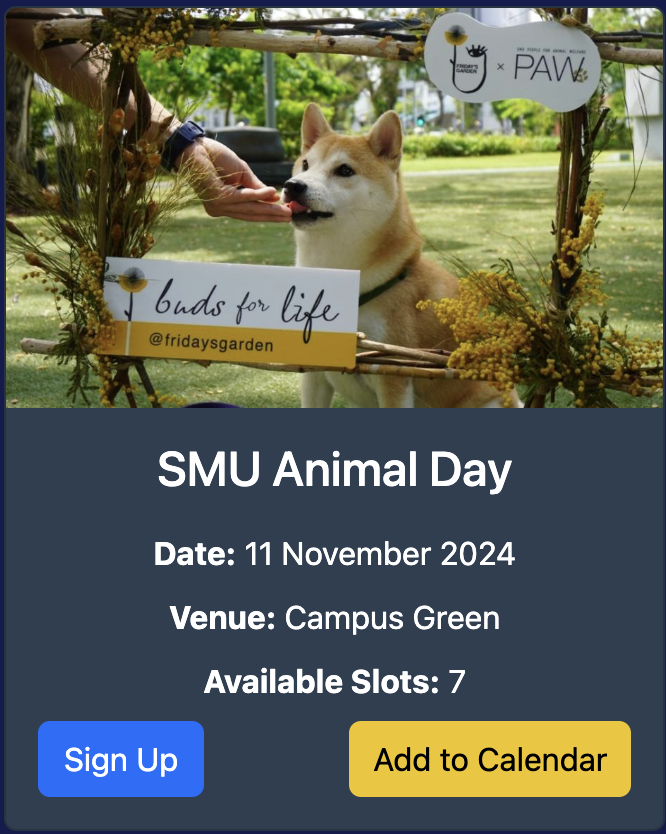 FRIDAY'S
GARDEN
×
PAW
buds for life
@fridaysgarden
SMU Animal Day
Date: 11 November 2024
Venue: Campus Green
Available Slots: 7
Sign Up
Add to Calendar